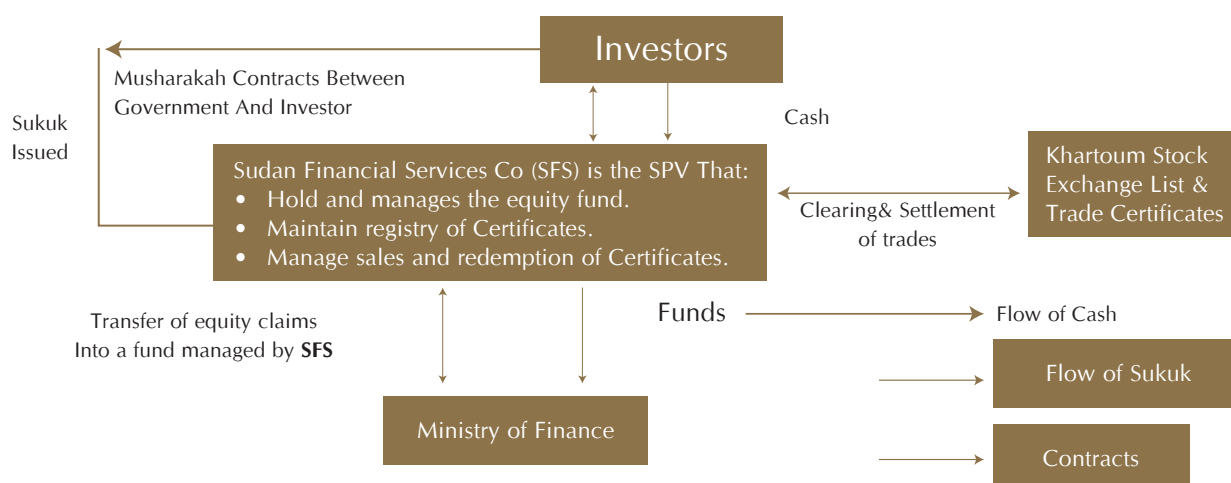 Investors
Musharakah Contracts Between
Government And Investor
Sukuk
Issued
Cash
Sudan Financial Services Co (SFS) is the SPV That:
• Hold and manages the equity fund.
• Maintain registry of Certificates.
• Manage sales and redemption of Certificates.
Clearing& Settlement
of trades
Khartoum Stock
Exchange List &
Trade Certificates
Transfer of equity claims
Into a fund managed by SFS
Funds
Flow of Cash
Flow of Sukuk
Ministry of Finance
Contracts